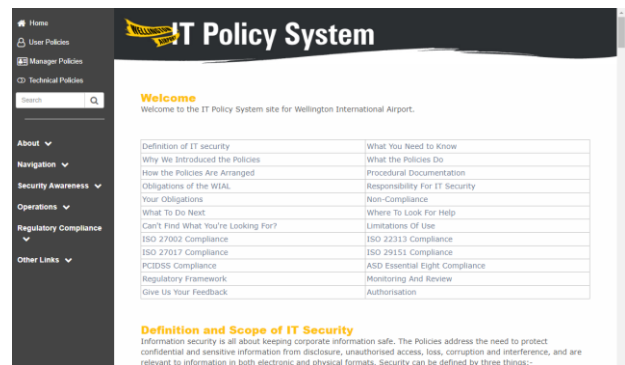 Home
User Policies
Manager Policies
Technical Policies
Search
About
Navigation
Security Awareness
Operations
Regulatory Compliance
Other Links
WELLINGTON
AIRPORT
IT Policy System
Welcome
Welcome to the IT Policy System site for Wellington International Airport.
Definition of IT security
What You Need to Know
Why We Introduced the Policies
What the Policies Do
How the Policies Are Arranged
Procedural Documentation
Obligations of the WIAL
Responsibility For IT Security
Your Obligations
Non-Compliance
What To Do Next
Where To Look For Help
Can't Find What You're Looking For?
Limitations Of Use
ISO 27002 Compliance
ISO 22313 Compliance
ISO 27017 Compliance
ISO 29151 Compliance
PCIDSS Compliance
ASD Essential Eight Compliance
Regulatory Framework
Monitoring And Review
Give Us Your Feedback
Authorisation
Definition and Scope of IT Security
Information security is all about keeping corporate information safe. The Policies address the need to protect
confidential and sensitive information from disclosure, unauthorised access, loss, corruption and interference, and are
relevant to information in both electronic and physical formats. Security can be defined by three things:-